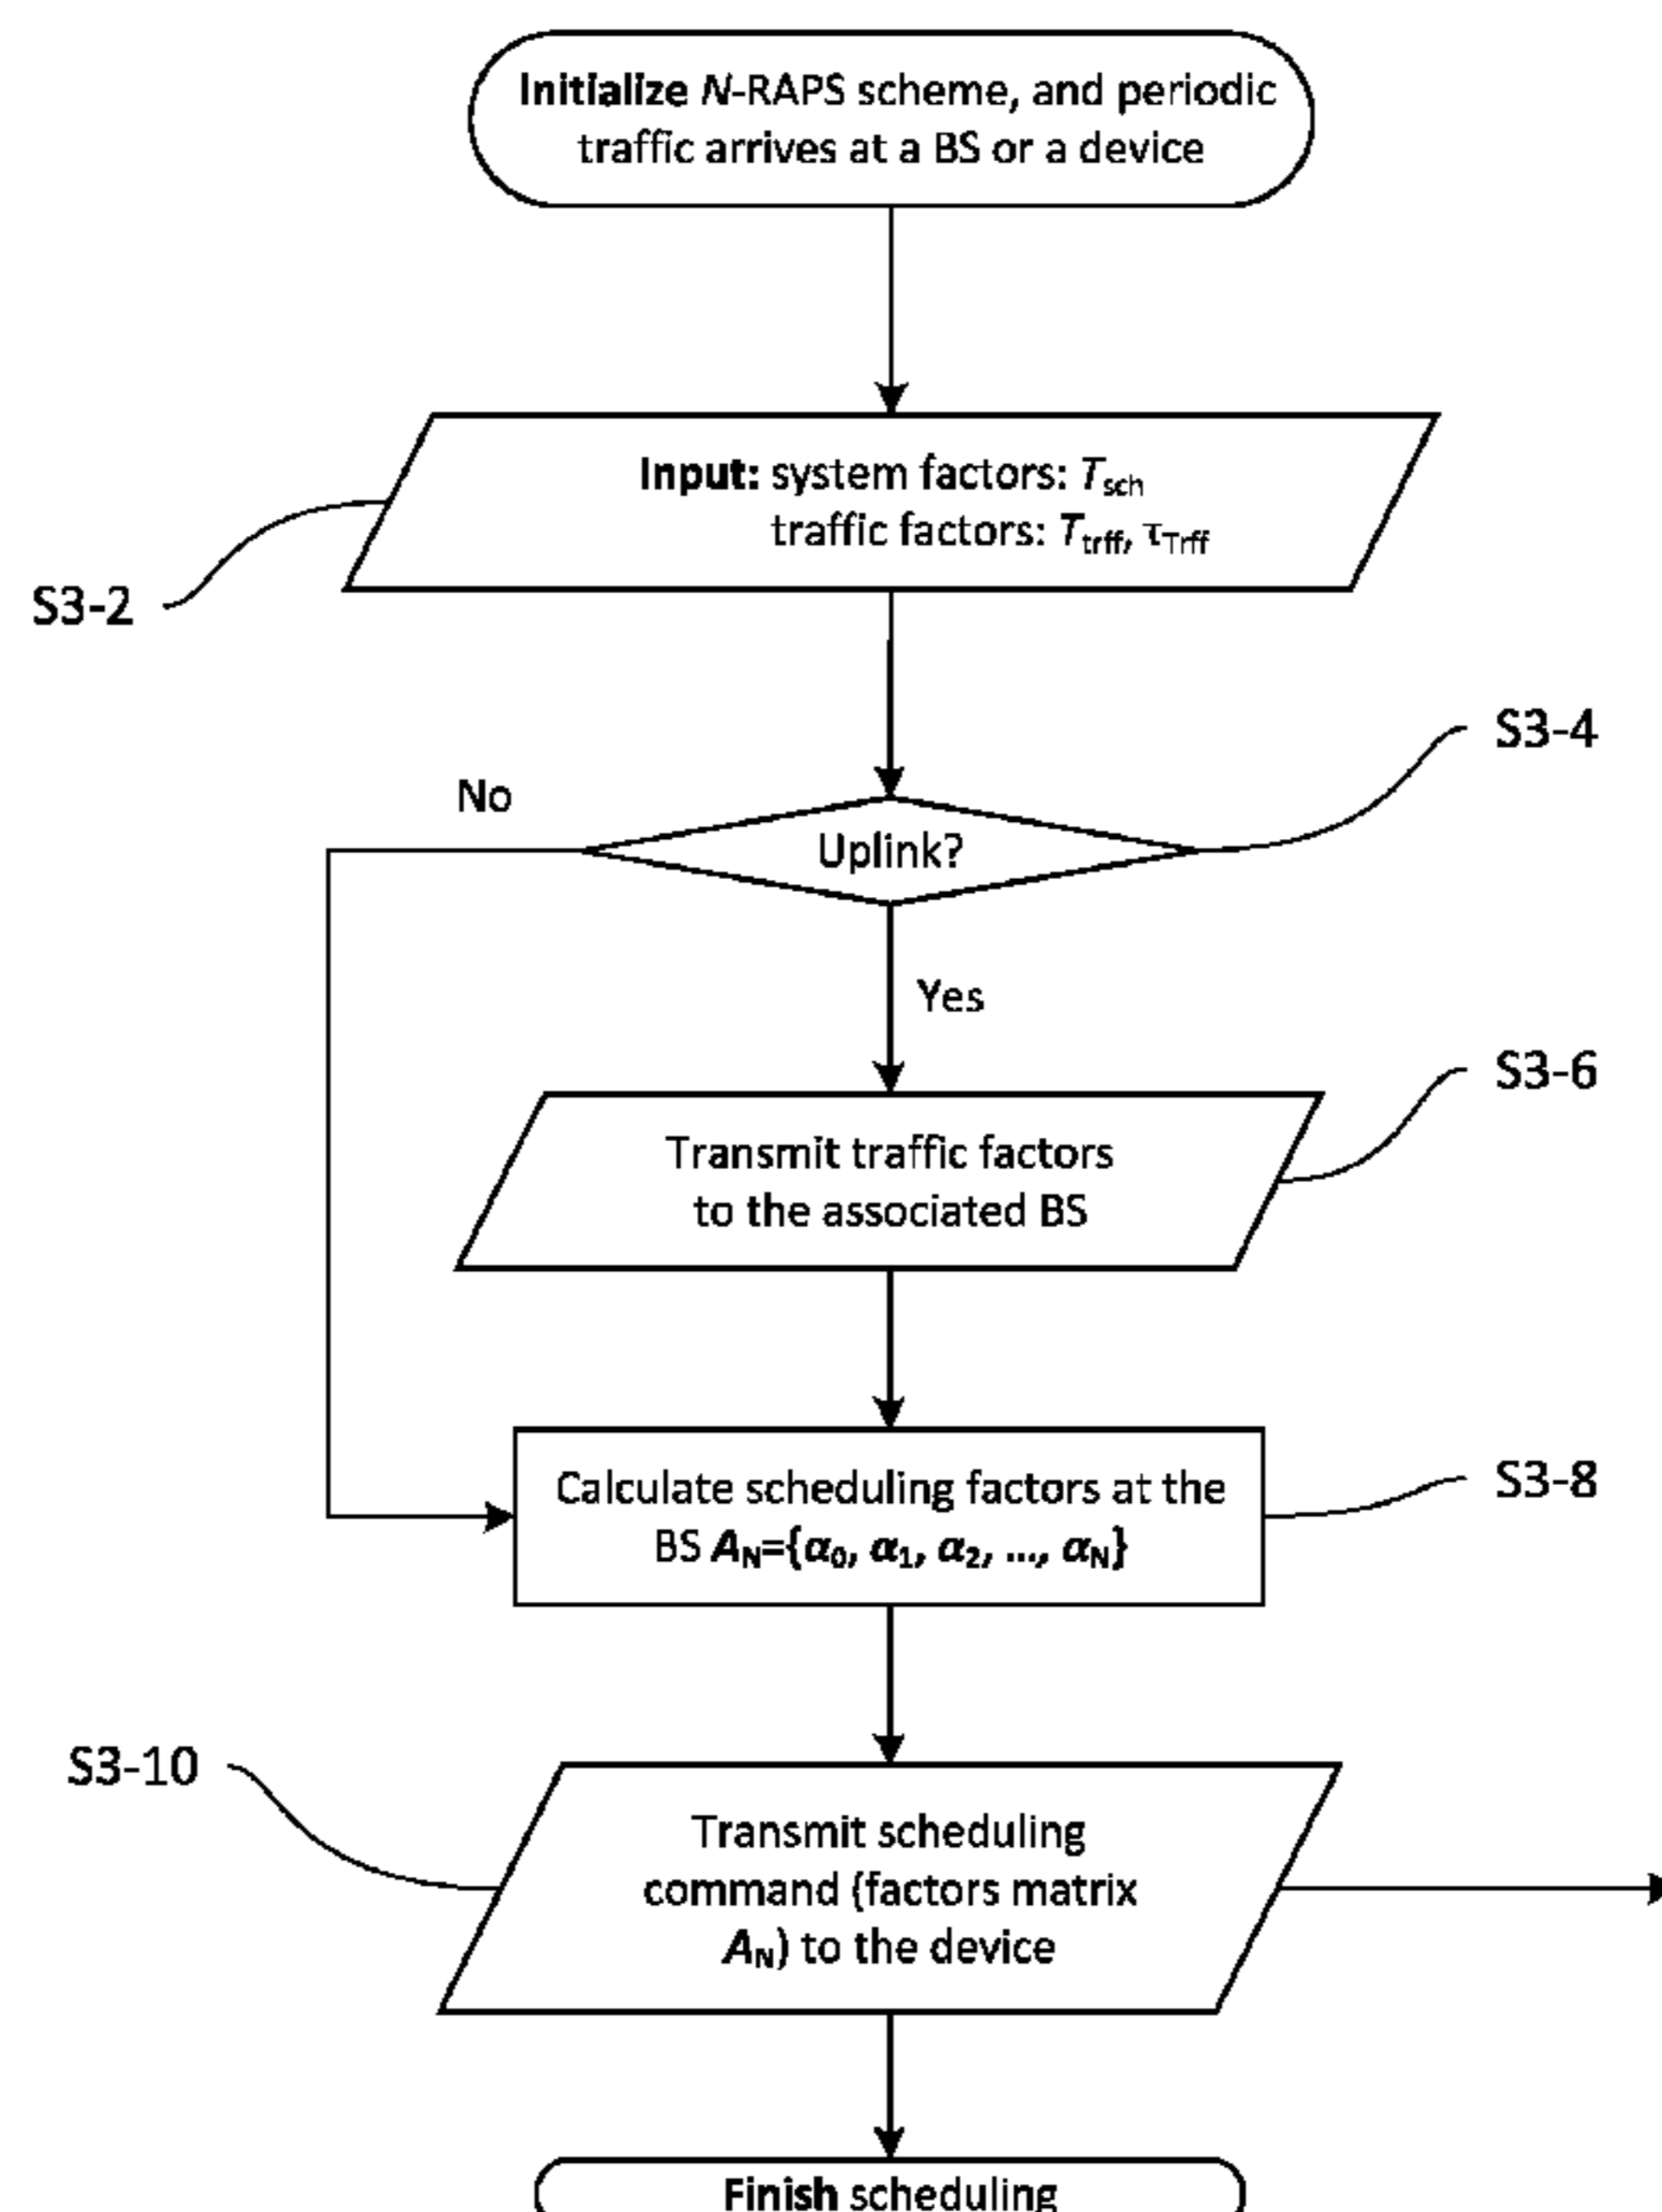 Initialize N-RAPS scheme, and periodic
traffic arrives at a BS or a device
Input: system factors: Tsch
traffic factors: Ttrff, τTrff
S3-2
S3-4
No
Uplink?
Yes
S3-6
Transmit traffic factors
to the associated BS
Calculate scheduling factors at the
BS AN={α0, α1, α2, ..., αN}
S3-8
S3-10
Transmit scheduling
command (factors matrix
AN) to the device
Finish scheduling